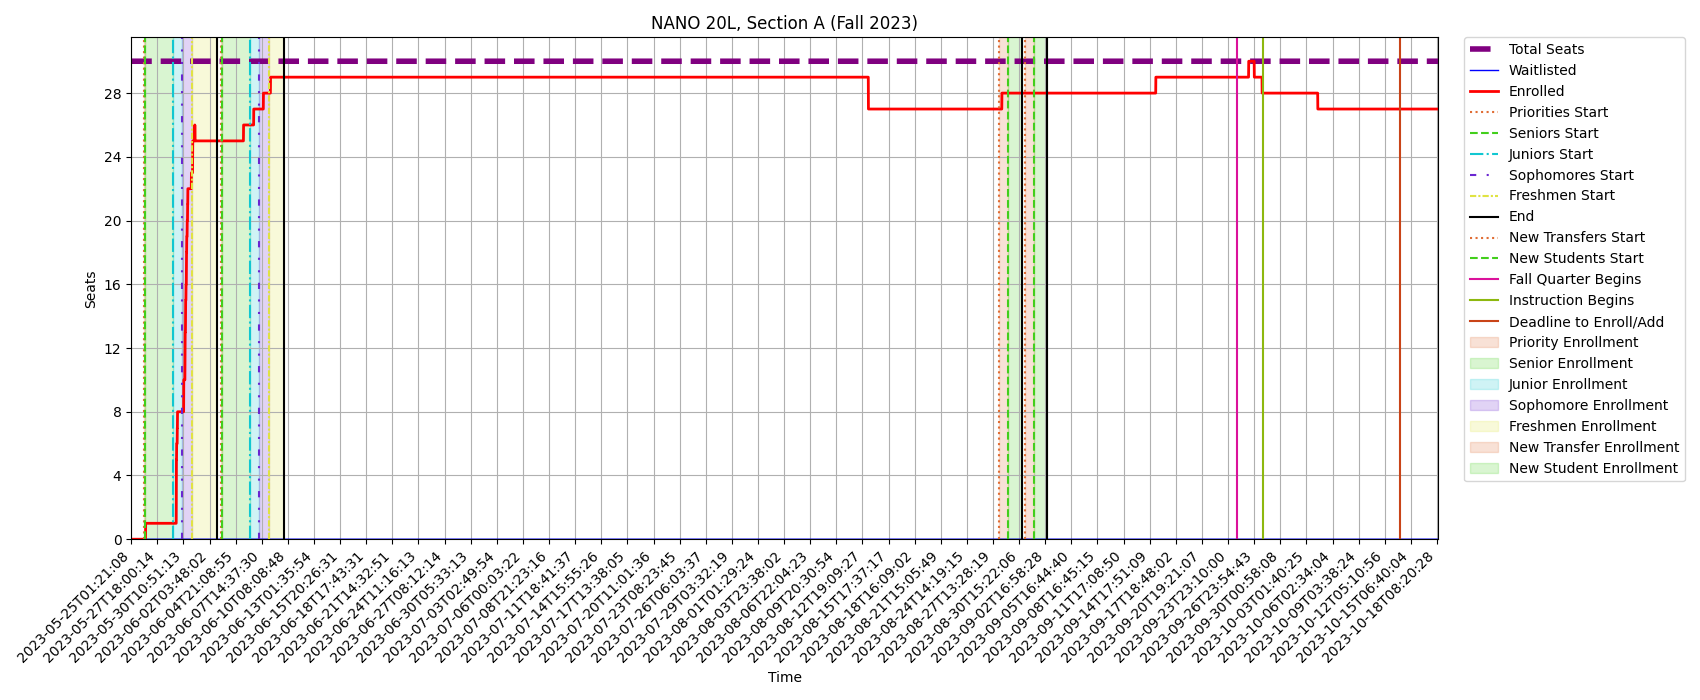 NANO 20L, Section A (Fall 2023)
Seats
28
24
20
16
12
8
4
0
2023-05-25T01:21:08
2023-05-27T18:00:14
2023-05-30T10:51:13
2023-06-02T03:48:02
2023-06-04T21:08:55
2023-06-07T14:37:30
2023-06-10T08:08:48
2023-06-13T01:35:54
2023-06-15T20:26:31
2023-06-18T17:43:31
2023-06-21T14:32:51
2023-06-24T11:16:13
2023-06-27T08:12:14
2023-06-30T05:33:13
2023-07-03T02:49:54
2023-07-06T00:03:22
2023-07-08T21:23:16
2023-07-11T18:41:37
2023-07-14T15:55:26
2023-07-17T13:38:05
2023-07-20T11:01:36
2023-07-23T08:23:45
2023-07-26T06:03:37
2023-07-29T03:32:19
2023-08-01T01:29:24
2023-08-03T23:38:02
2023-08-06T22:04:23
2023-08-09T20:30:54
2023-08-12T19:09:27
2023-08-15T17:37:17
2023-08-18T16:09:02
2023-08-21T15:05:49
2023-08-24T14:19:15
2023-08-27T13:28:19
2023-08-30T15:22:06
2023-09-02T16:58:28
2023-09-05T16:44:40
2023-09-08T16:45:15
2023-09-11T17:08:50
2023-09-14T17:51:09
2023-09-17T18:48:02
2023-09-20T19:21:07
2023-09-23T23:10:00
2023-09-26T23:54:43
2023-09-30T00:58:08
2023-10-03T01:40:25
2023-10-06T02:34:04
2023-10-09T03:38:24
2023-10-12T05:10:56
2023-10-15T06:40:04
2023-10-18T08:20:28
Time
Total Seats
Waitlisted
Enrolled
Priorities Start
Seniors Start
Juniors Start
Sophomores Start
Freshmen Start
End
New Transfers Start
New Students Start
Fall Quarter Begins
Instruction Begins
Deadline to Enroll/Add
Priority Enrollment
Senior Enrollment
Junior Enrollment
Sophomore Enrollment
Freshmen Enrollment
New Transfer Enrollment
New Student Enrollment